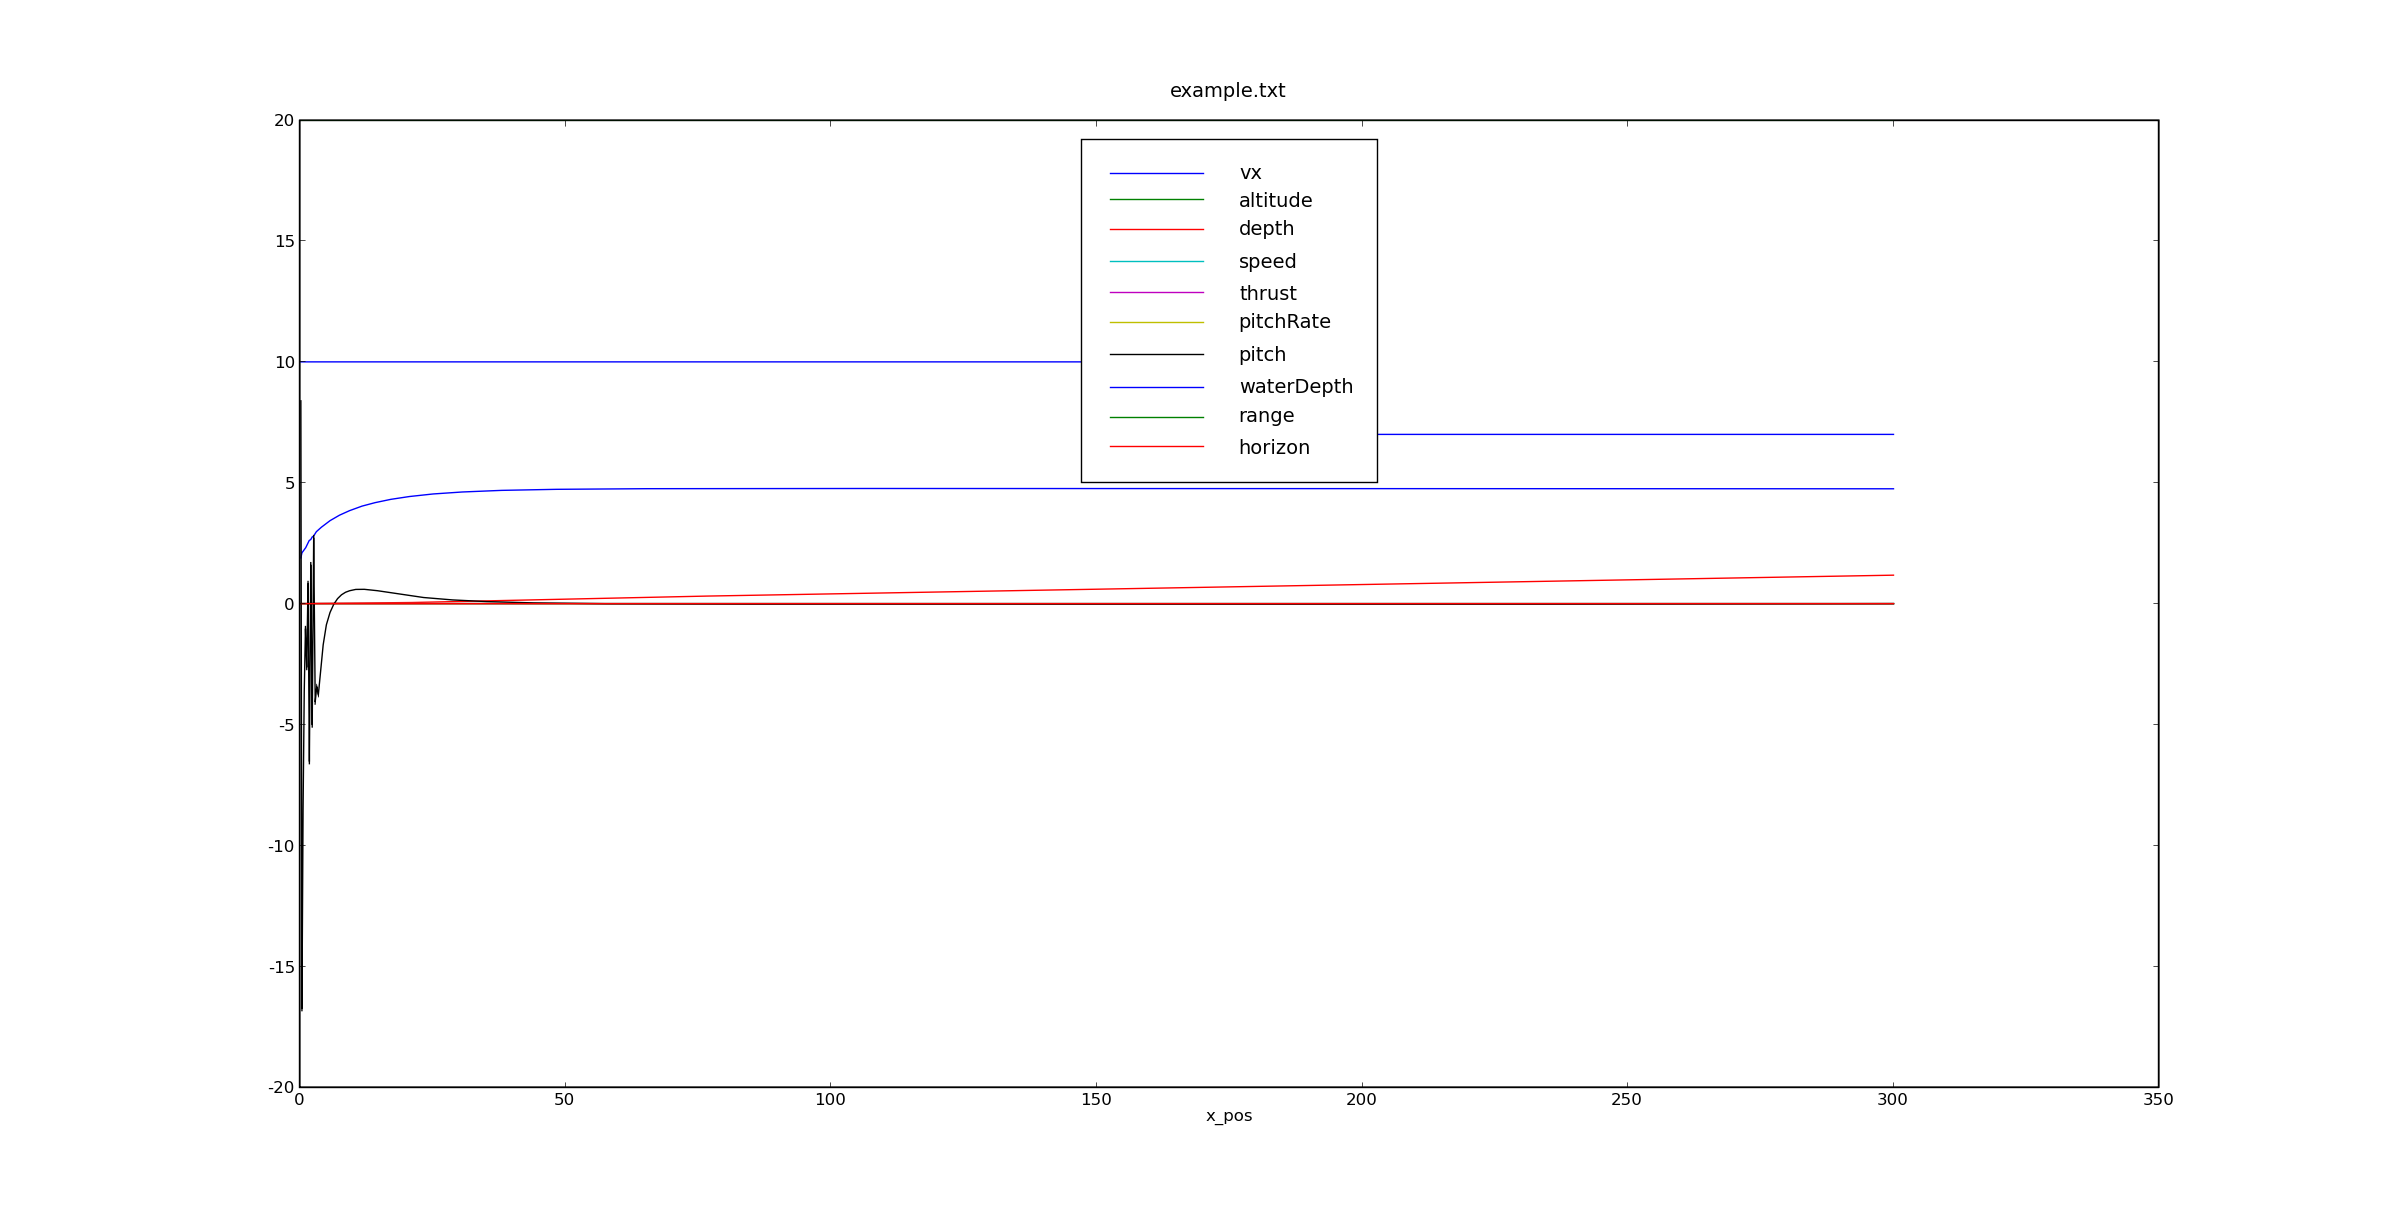 example.txt
20
15
10
5
0
-5
-10
-15
-20
vx
altitude
depth
speed
thrust
pitchRate
pitch
waterDepth
range
horizon
0 50 100 150 200 250 300 350
x_pos